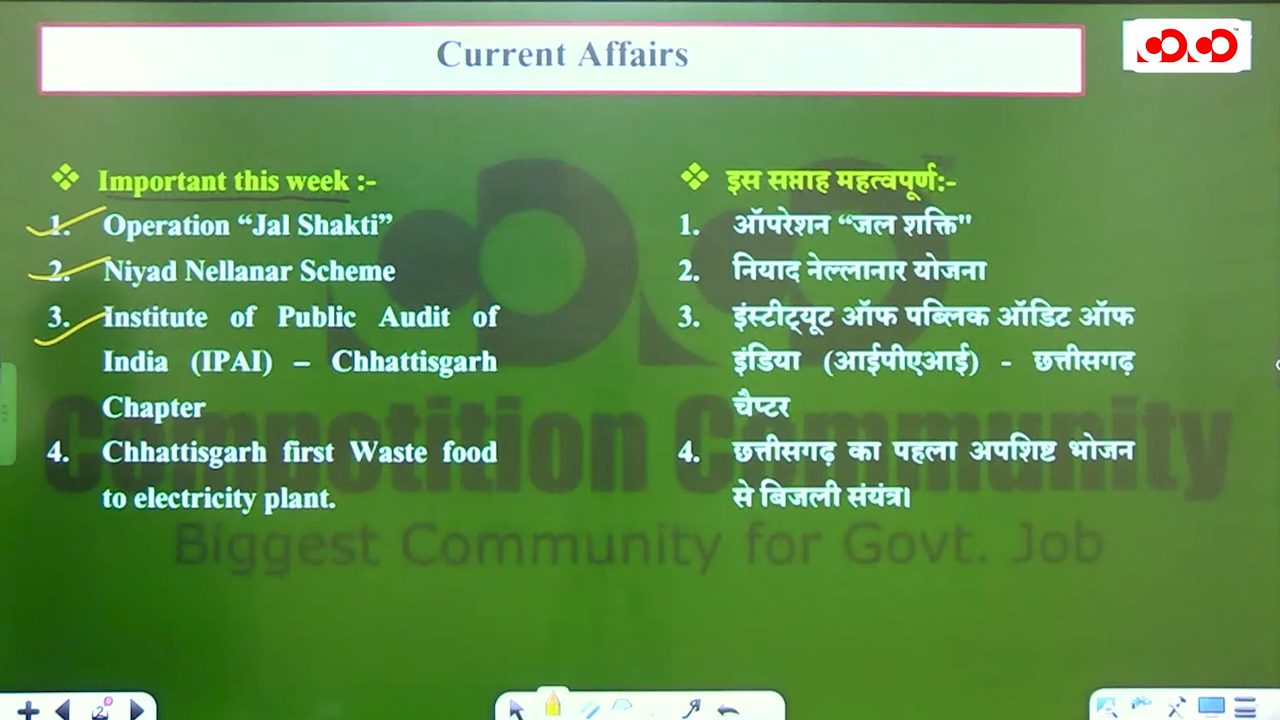 Current Affairs
❖ Important this week :-
1. Operation “Jal Shakti”
2. Niyad Nellanar Scheme
3. Institute of Public Audit of
India (IPAI) – Chhattisgarh
Chapter
4. Chhattisgarh first Waste food
to electricity plant.
❖ इस सप्ताह महत्वपूर्ण:-
1. ऑपरेशन “जल शक्ति"
2. नियाद नेल्लानार योजना
3. इंस्टीट्यूट ऑफ पब्लिक ऑडिट ऑफ
इंडिया (आईपीएआई) - छत्तीसगढ़
चैप्टर
4. छत्तीसगढ़ का पहला अपशिष्ट भोजन
से बिजली संयंत्र।
Competition Community
Biggest Community for Govt. Job
2